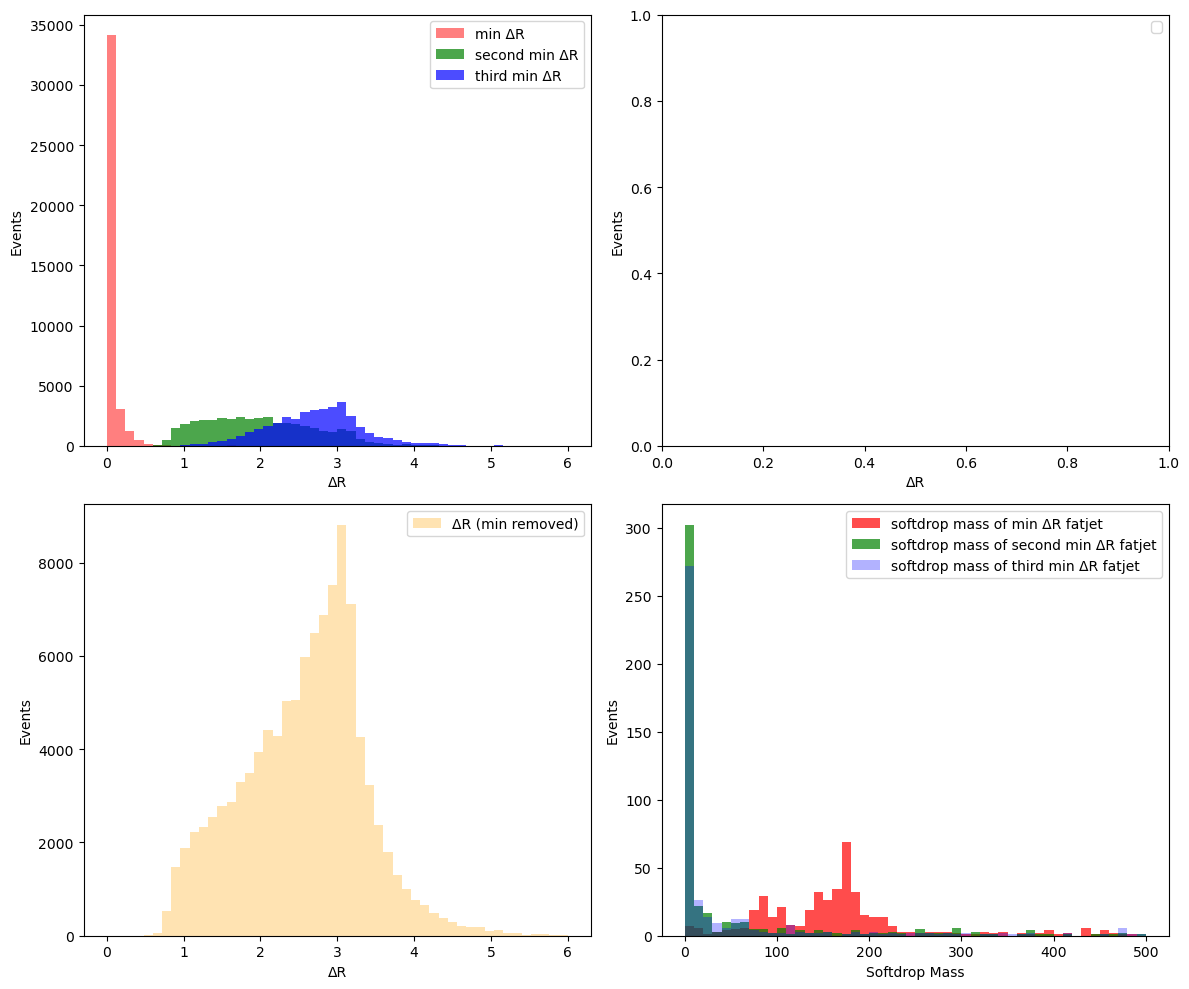 35000
30000
25000
20000
15000
10000
5000
0
Events
0 1 2 3 4 5 6
ΔR
min ΔR
second min ΔR
third min ΔR
1.0
0.8
0.6
0.4
0.2
0.0
Events
0.0 0.2 0.4 0.6 0.8 1.0
ΔR
8000
6000
4000
2000
0
Events
0 1 2 3 4 5 6
ΔR
ΔR (min removed)
300
250
200
150
100
50
0
Events
0 100 200 300 400 500
Softdrop Mass
softdrop mass of min ΔR fatjet
softdrop mass of second min ΔR fatjet
softdrop mass of third min ΔR fatjet